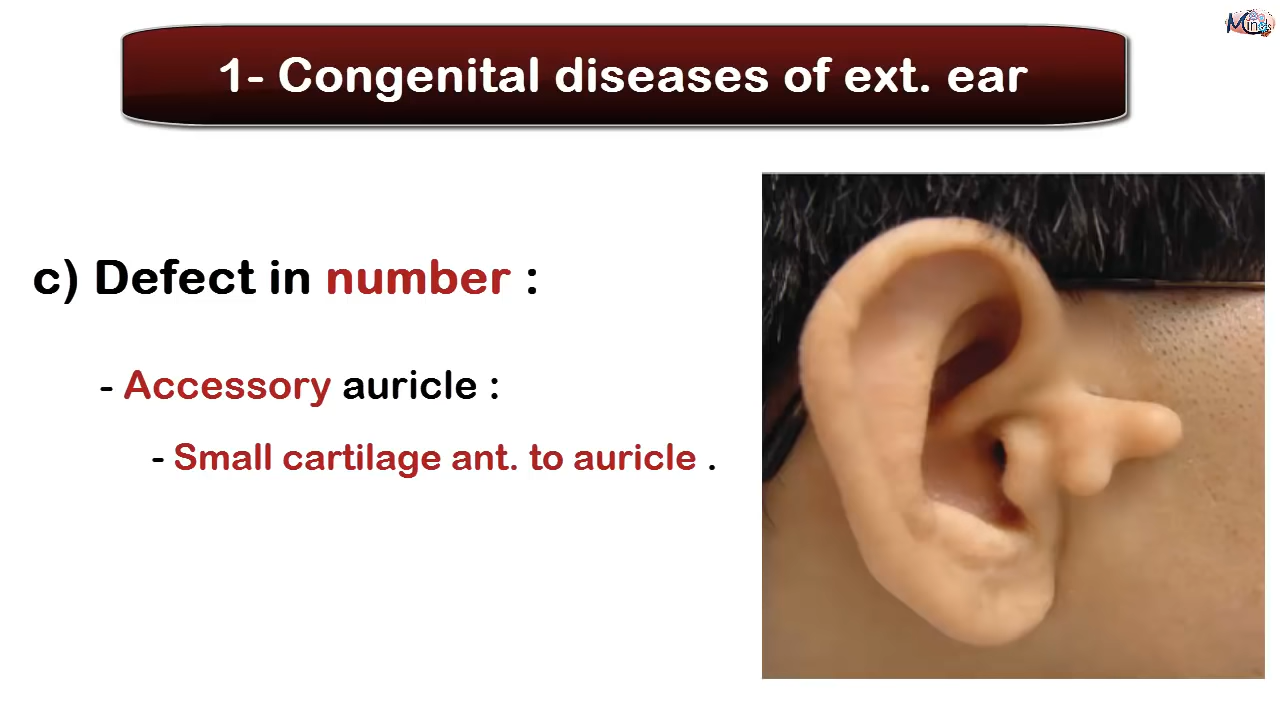 1- Congenital diseases of ext. ear
c) Defect in number :
- Accessory auricle :
- Small cartilage ant. to auricle .